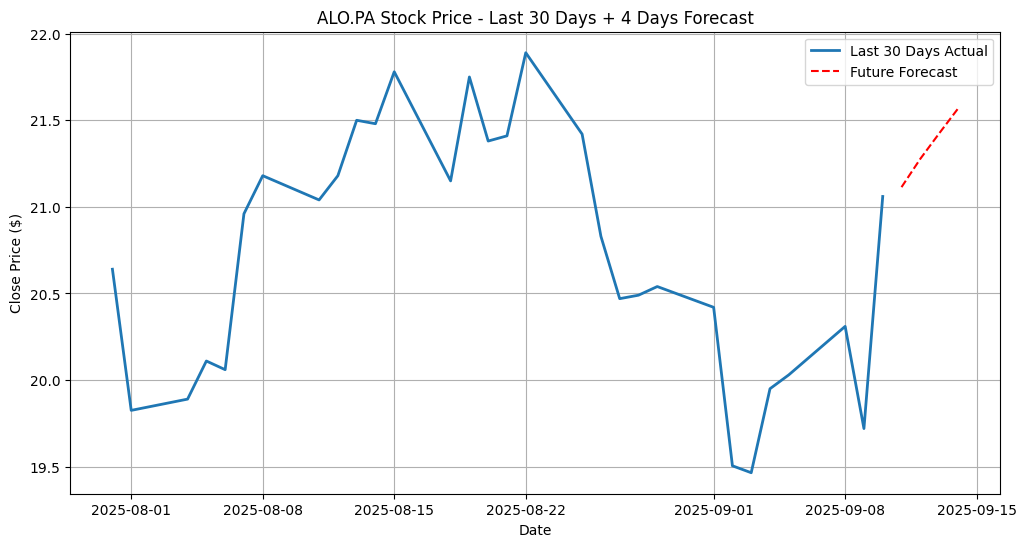 ALO.PA Stock Price - Last 30 Days + 4 Days Forecast
Last 30 Days Actual
Future Forecast
Close Price ($)
22.0
21.5
21.0
20.5
20.0
19.5
2025-08-01 2025-08-08 2025-08-15 2025-08-22 2025-09-01 2025-09-08 2025-09-15
Date